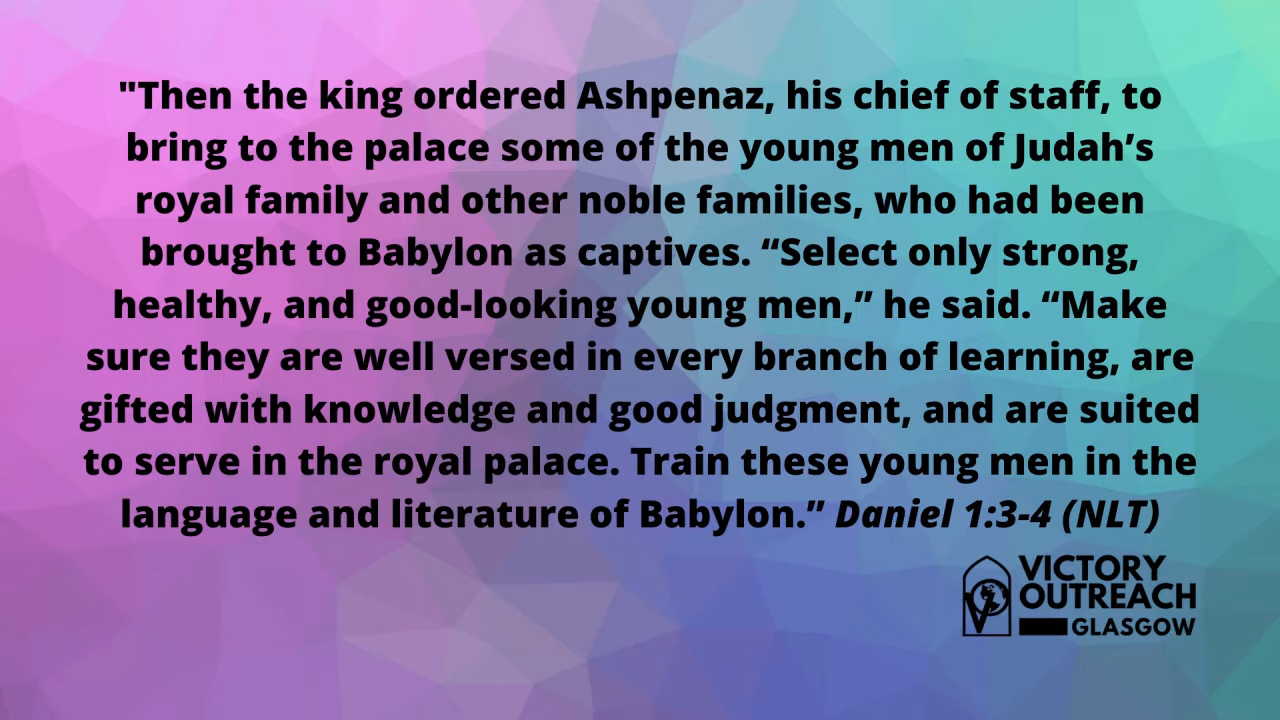 "Then the king ordered Ashpenaz, his chief of staff, to
bring to the palace some of the young men of Judah’s
royal family and other noble families, who had been
brought to Babylon as captives. “Select only strong,
healthy, and good-looking young men,” he said. “Make
sure they are well versed in every branch of learning, are
gifted with knowledge and good judgment, and are suited
to serve in the royal palace. Train these young men in the
language and literature of Babylon.” Daniel 1:3-4 (NLT)
VICTORY
OUTREACH
GLASGOW